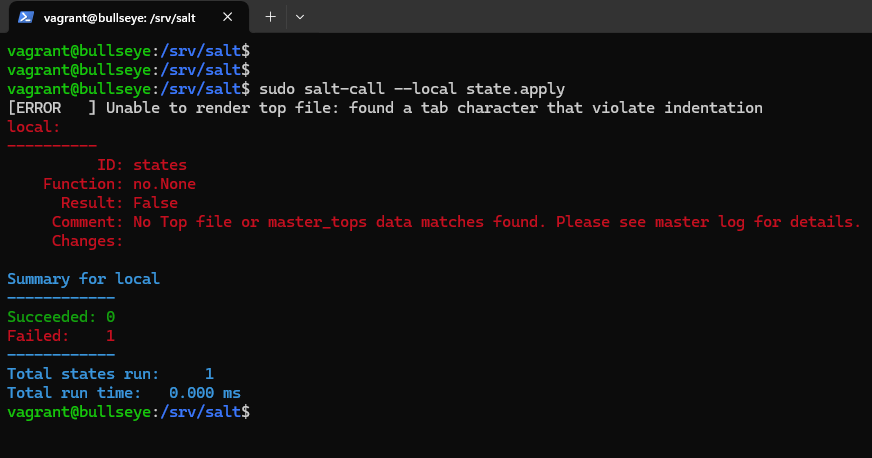 vagrant@bullseye: /srv/salt
vagrant@bullseye:/srv/salt$
vagrant@bullseye:/srv/salt$
vagrant@bullseye:/srv/salt$ sudo salt-call --local state.apply
[ERROR   ] Unable to render top file: found a tab character that violate indentation
local:
----------
          ID: states
    Function: no.None
      Result: False
     Comment: No Top file or master_tops data matches found. Please see master log for details.
     Changes:
Summary for local
------------
Succeeded: 0
Failed:    1
------------
Total states run:     1
Total run time:   0.000 ms
vagrant@bullseye:/srv/salt$